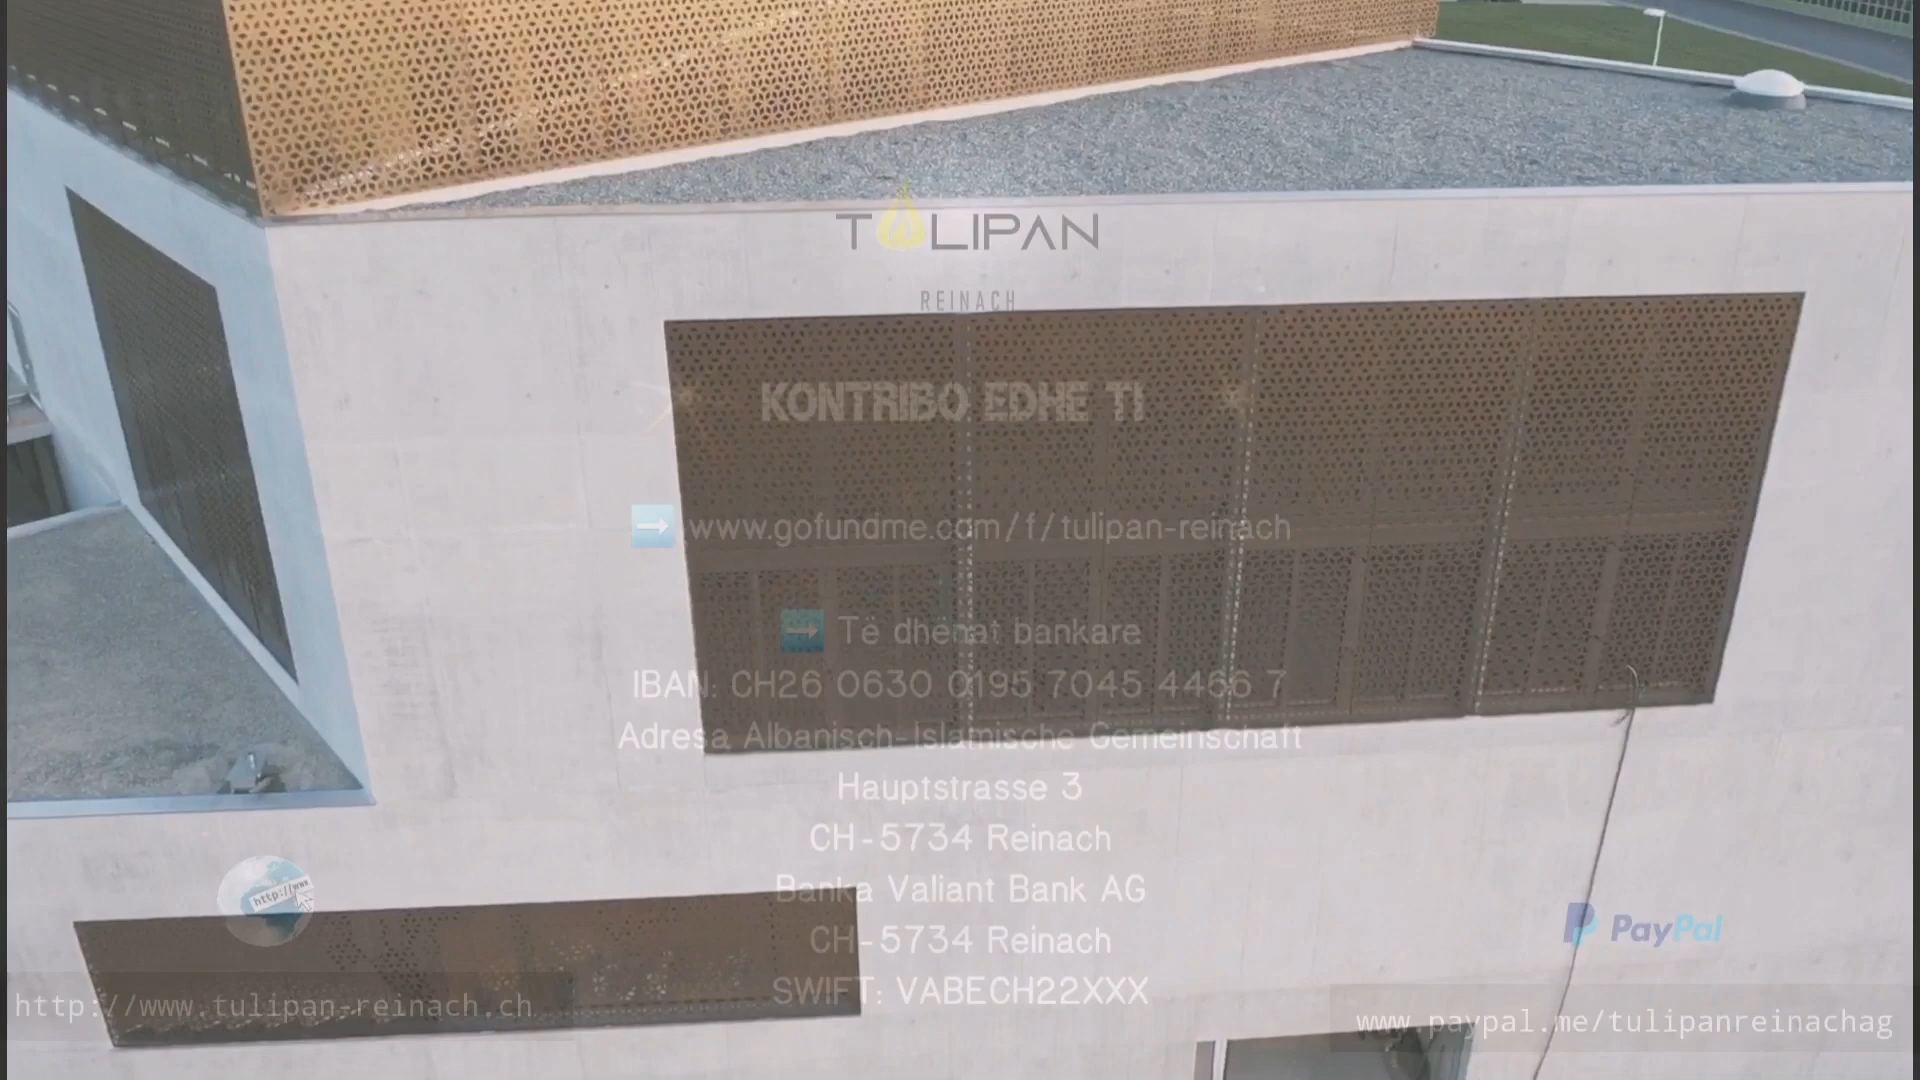 TULIPAN
REINACH
KONTRIBO EDHE TI
www.gofundme.com/f/tulipan-reinach
Të dhënat bankare
IBAN: CH26 0630 0195 7045 4466 7
Adresa Albanisch-Islamische Gemeinschaft
Hauptstrasse 3
CH-5734 Reinach
Banka Valiant Bank AG
CH-5734 Reinach
SWIFT: VABECH22XXX
http://www
PayPal
http://www.tulipan-reinach.ch
www.paypal.me/tulipanreinachag